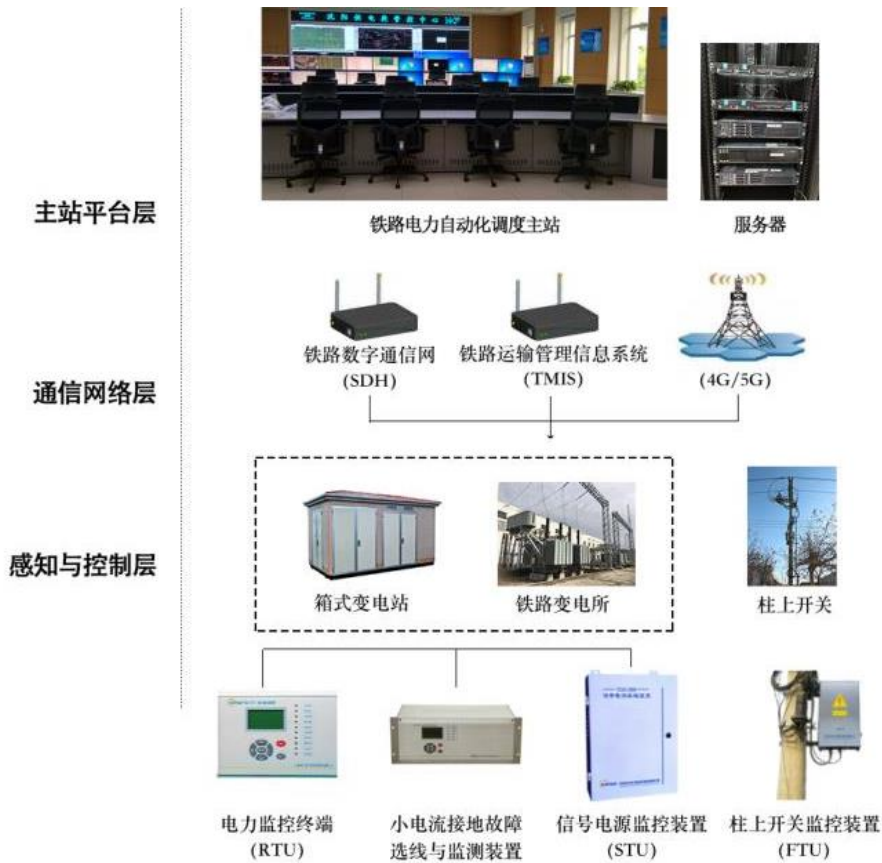 主站平台层
铁路电力自动化调度主站
服务器
通信网络层
铁路数字通信网
(SDH)
铁路运输管理信息系统
(TMIS)
(4G/5G)
感知与控制层
箱式变电站
铁路变电所
柱上开关
电力监控终端
(RTU)
小电流接地故障
选线与监测装置
信号电源监控装置
(STU)
柱上开关监控装置
(FTU)